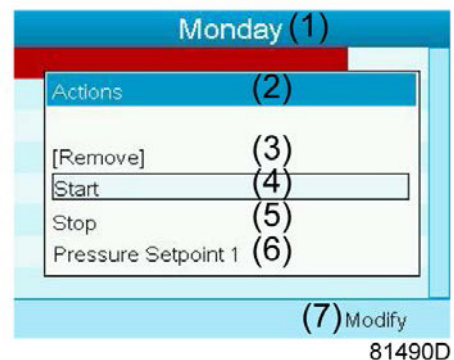 Monday (1)
Actions (2)
[Remove] (3)
Start (4)
Stop (5)
Pressure Setpoint 1 (6)
(7) Modify
81490D